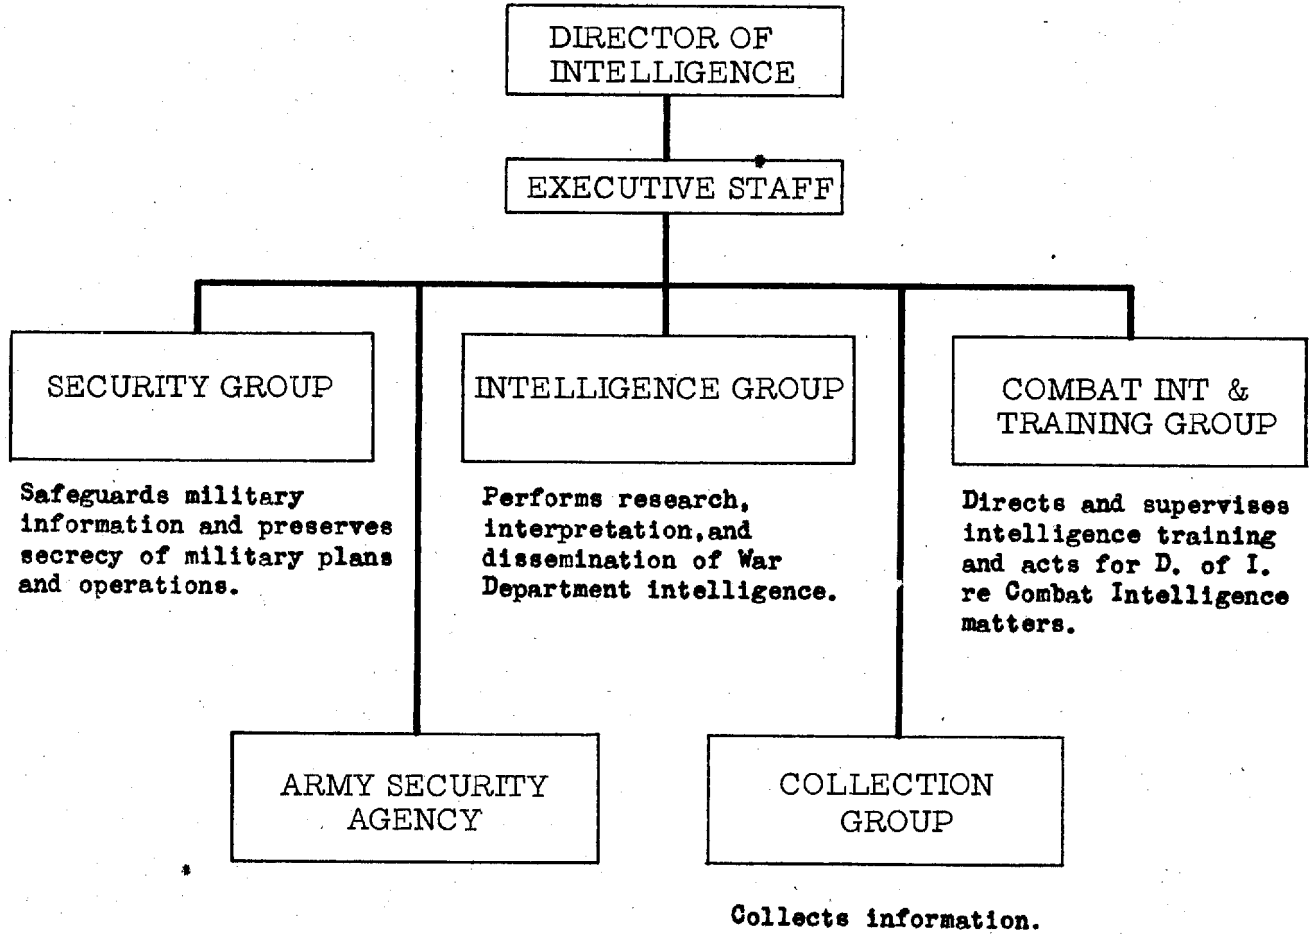 DIRECTOR OF
INTELLIGENCE
EXECUTIVE STAFF
SECURITY GROUP
Safeguards military
information and preserves
secrecy of military plans
and operations.
INTELLIGENCE GROUP
Performs research,
interpretation,and
dissemination of War
Department intelligence.
COMBAT INT &
TRAINING GROUP
Directs and supervises
intelligence training
and acts for D. of I.
re Combat Intelligence
matters.
ARMY SECURITY
AGENCY
COLLECTION
GROUP
Collects information.